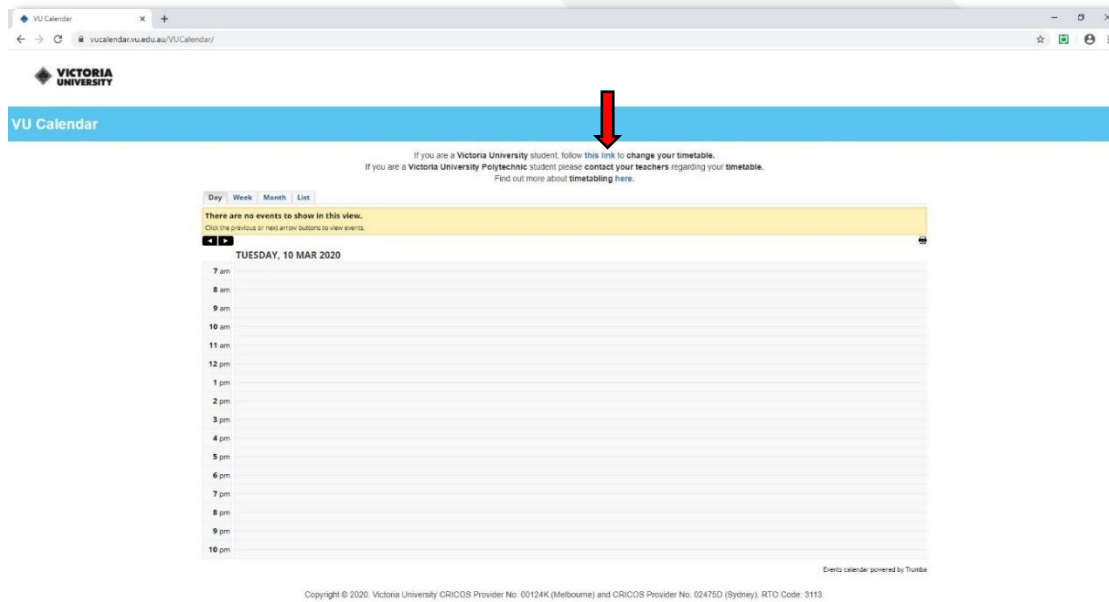 VU Calendar
vucalendar.vu.edu.au/VUCalendar/
VICTORIA
UNIVERSITY
VU Calendar
If you are a Victoria University student, follow this link to change your timetable.
If you are a Victoria University Polytechnic student please contact your teachers regarding your timetable.
Find out more about timetabling here.
Day Week Month List
There are no events to show in this view.
Click the previous or next arrow buttons to view events.
TUESDAY, 10 MAR 2020
7 am
8 am
9 am
10 am
11 am
12 pm
1 pm
2 pm
3 pm
4 pm
5 pm
6 pm
7 pm
8 pm
9 pm
10 pm
Events calendar powered by Trumba
Copyright © 2020. Victoria University CRICOS Provider No. 00124K (Melbourne) and CRICOS Provider No. 02475D (Sydney). RTO Code: 3113.